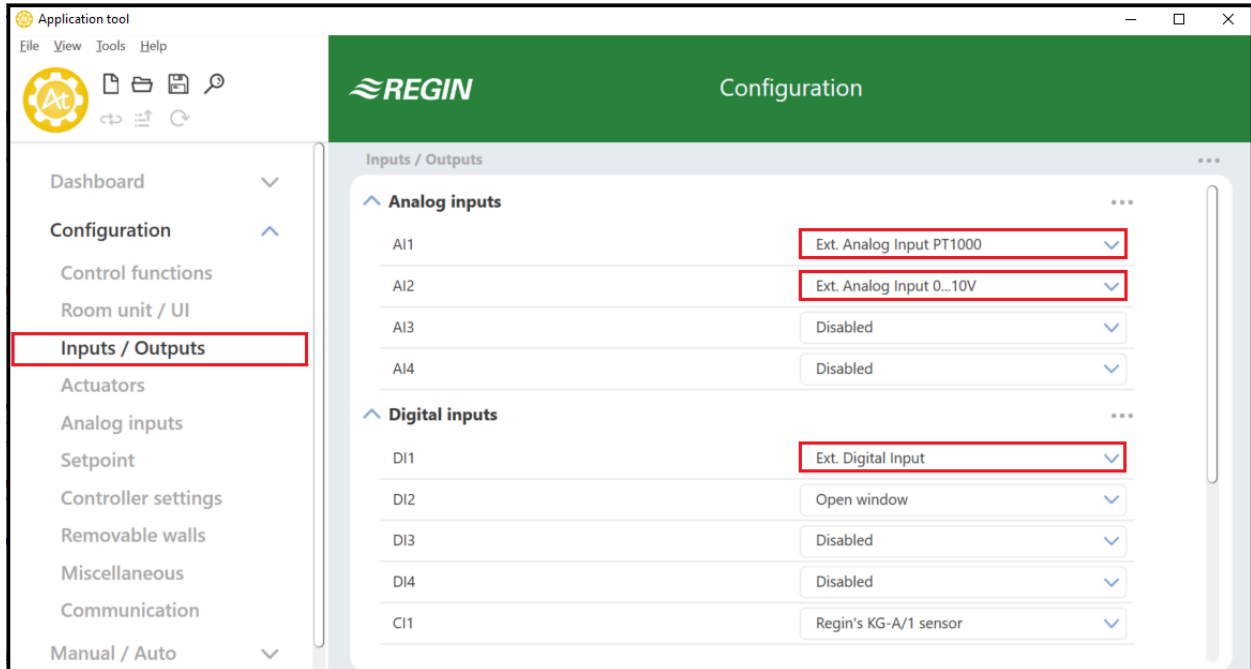 Application tool
File View Tools Help
At
REGIN
Configuration
Dashboard
Configuration
Control functions
Room unit / UI
Inputs / Outputs
Actuators
Analog inputs
Setpoint
Controller settings
Removable walls
Miscellaneous
Communication
Manual / Auto
Inputs / Outputs
Analog inputs
AI1 Ext. Analog Input PT1000
AI2 Ext. Analog Input 0...10V
AI3 Disabled
AI4 Disabled
Digital inputs
DI1 Ext. Digital Input
DI2 Open window
DI3 Disabled
DI4 Disabled
CI1 Regin's KG-A/1 sensor